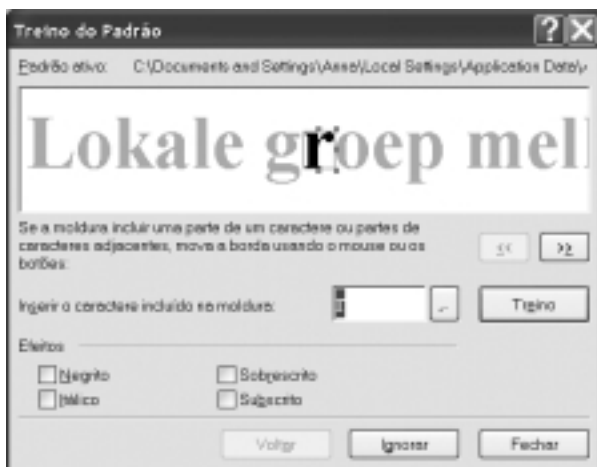 Treino do Padrão
Padrão ativo: C:\Documents and Settings\Anna\Local Settings\Application Data\
Lokale groep mell
Se a moldura incluir uma parte de um caractere ou partes de
caracteres adjacentes, mova a borda usando o mouse ou os
botões:
<< >>
Inserir o caractere incluído na moldura: ... Treino
Efeitos
Negrito Sobrescrito
Itálico Subscrito
Voltar Ignorar Fechar